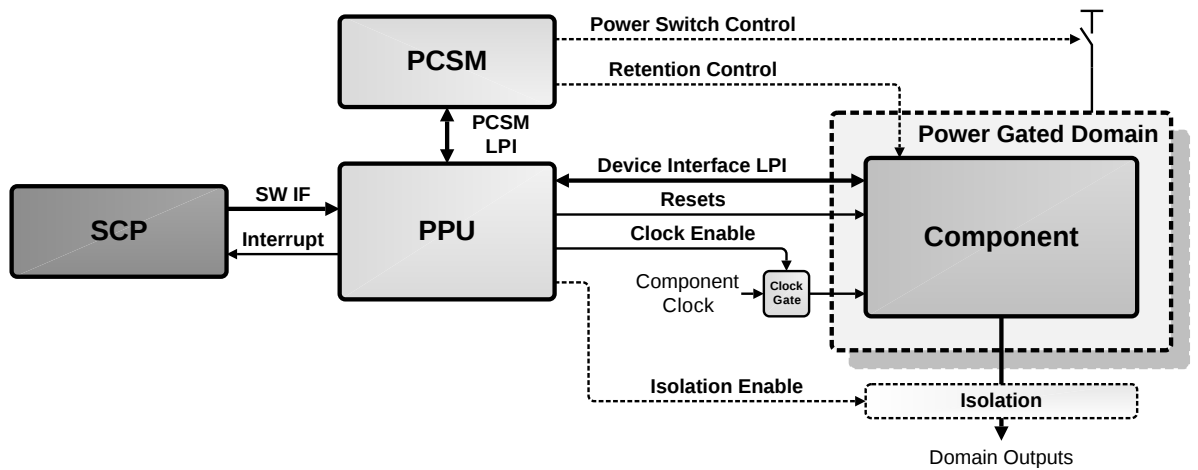 Power Switch Control
PCSM
Retention Control
PCSM
LPI
Power Gated Domain
Device Interface LPI
SW IF
Resets
SCP
PPU
Interrupt
Clock Enable
Component
Component
Clock
Clock
Gate
Isolation Enable
Isolation
Domain Outputs